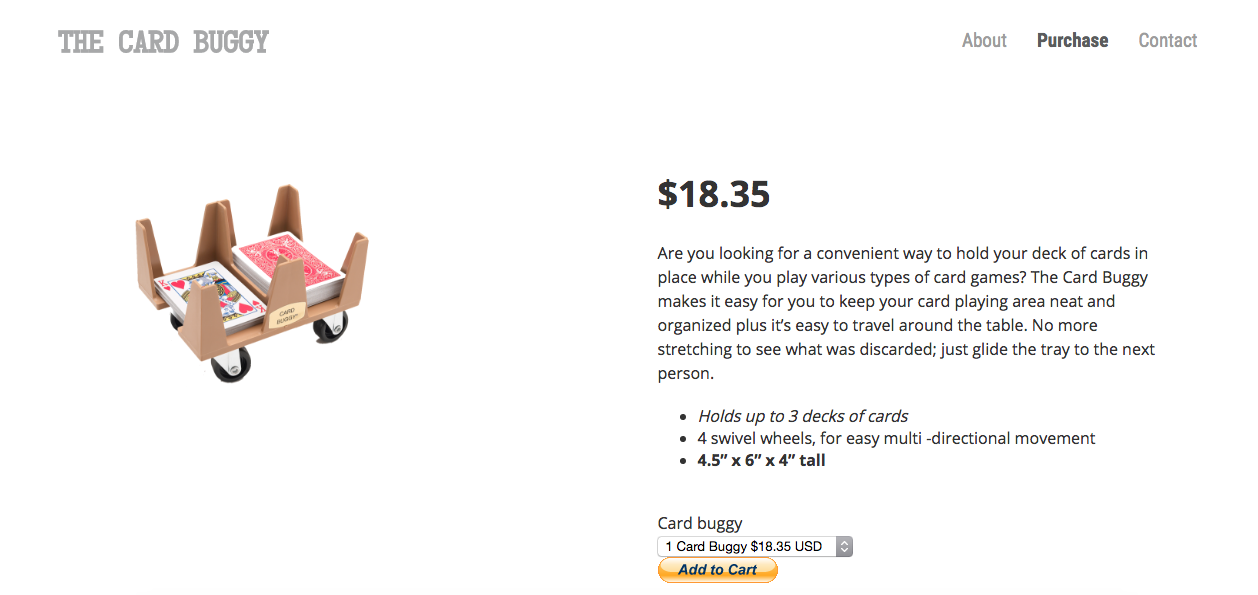 THE CARD BUGGY
About Purchase Contact
$18.35
Are you looking for a convenient way to hold your deck of cards in
place while you play various types of card games? The Card Buggy
makes it easy for you to keep your card playing area neat and
organized plus it’s easy to travel around the table. No more
stretching to see what was discarded; just glide the tray to the next
person.
• Holds up to 3 decks of cards
• 4 swivel wheels, for easy multi -directional movement
• 4.5” x 6” x 4” tall
CARD
BUGGY
Card buggy
1 Card Buggy $18.35 USD
Add to Cart